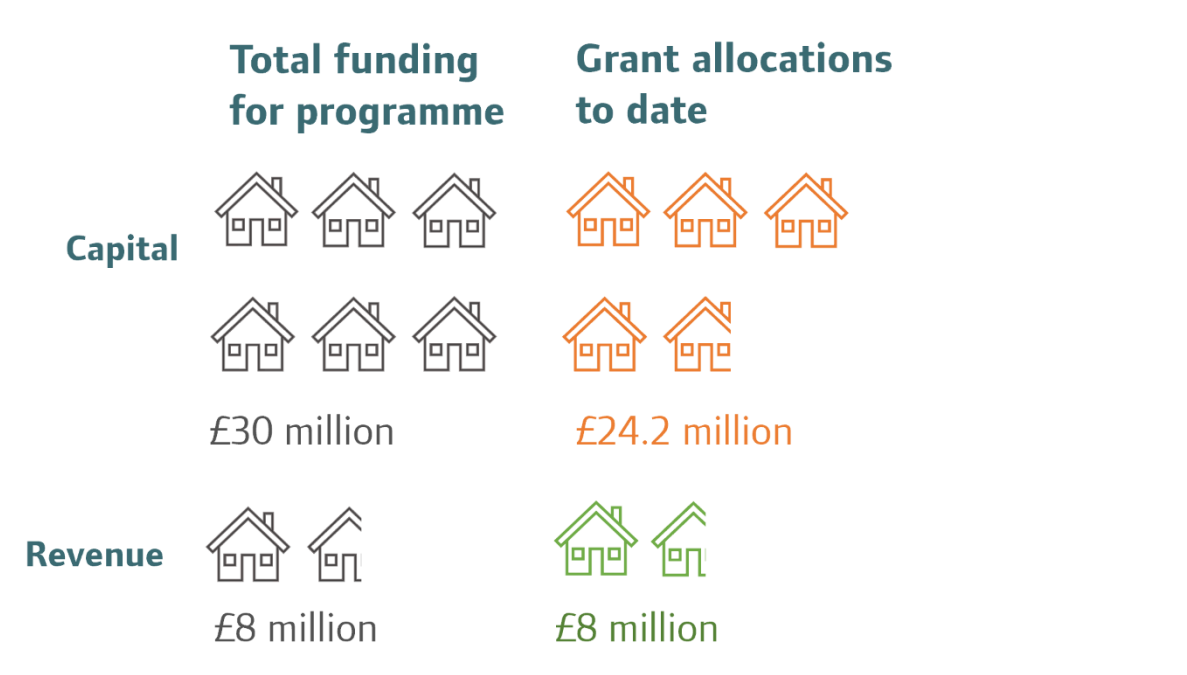 Total funding
for programme
Grant allocations
to date
Capital
£30 million
£24.2 million
Revenue
£8 million
£8 million